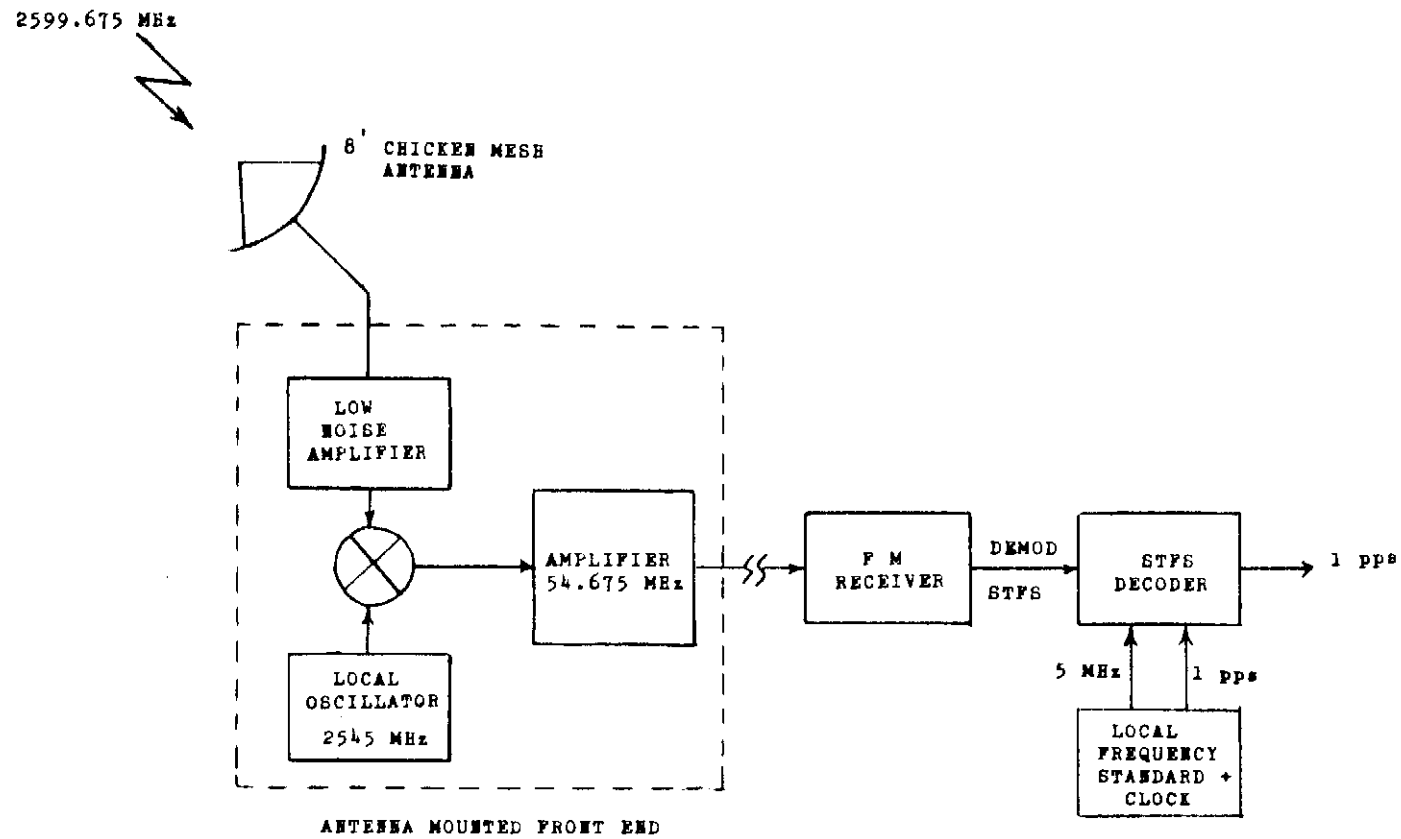 2599.675 MHz
8' CHICKEN MESH
ANTENNA
LOW
NOISE
AMPLIFIER
AMPLIFIER
54.675 MHz
LOCAL
OSCILLATOR
2545 MHz
ANTENNA MOUNTED FRONT END
F M
RECEIVER
DEMOD
STFS
STFS
DECODER
1 pps
5 MHz
1 pps
LOCAL
FREQUENCY
STANDARD +
CLOCK